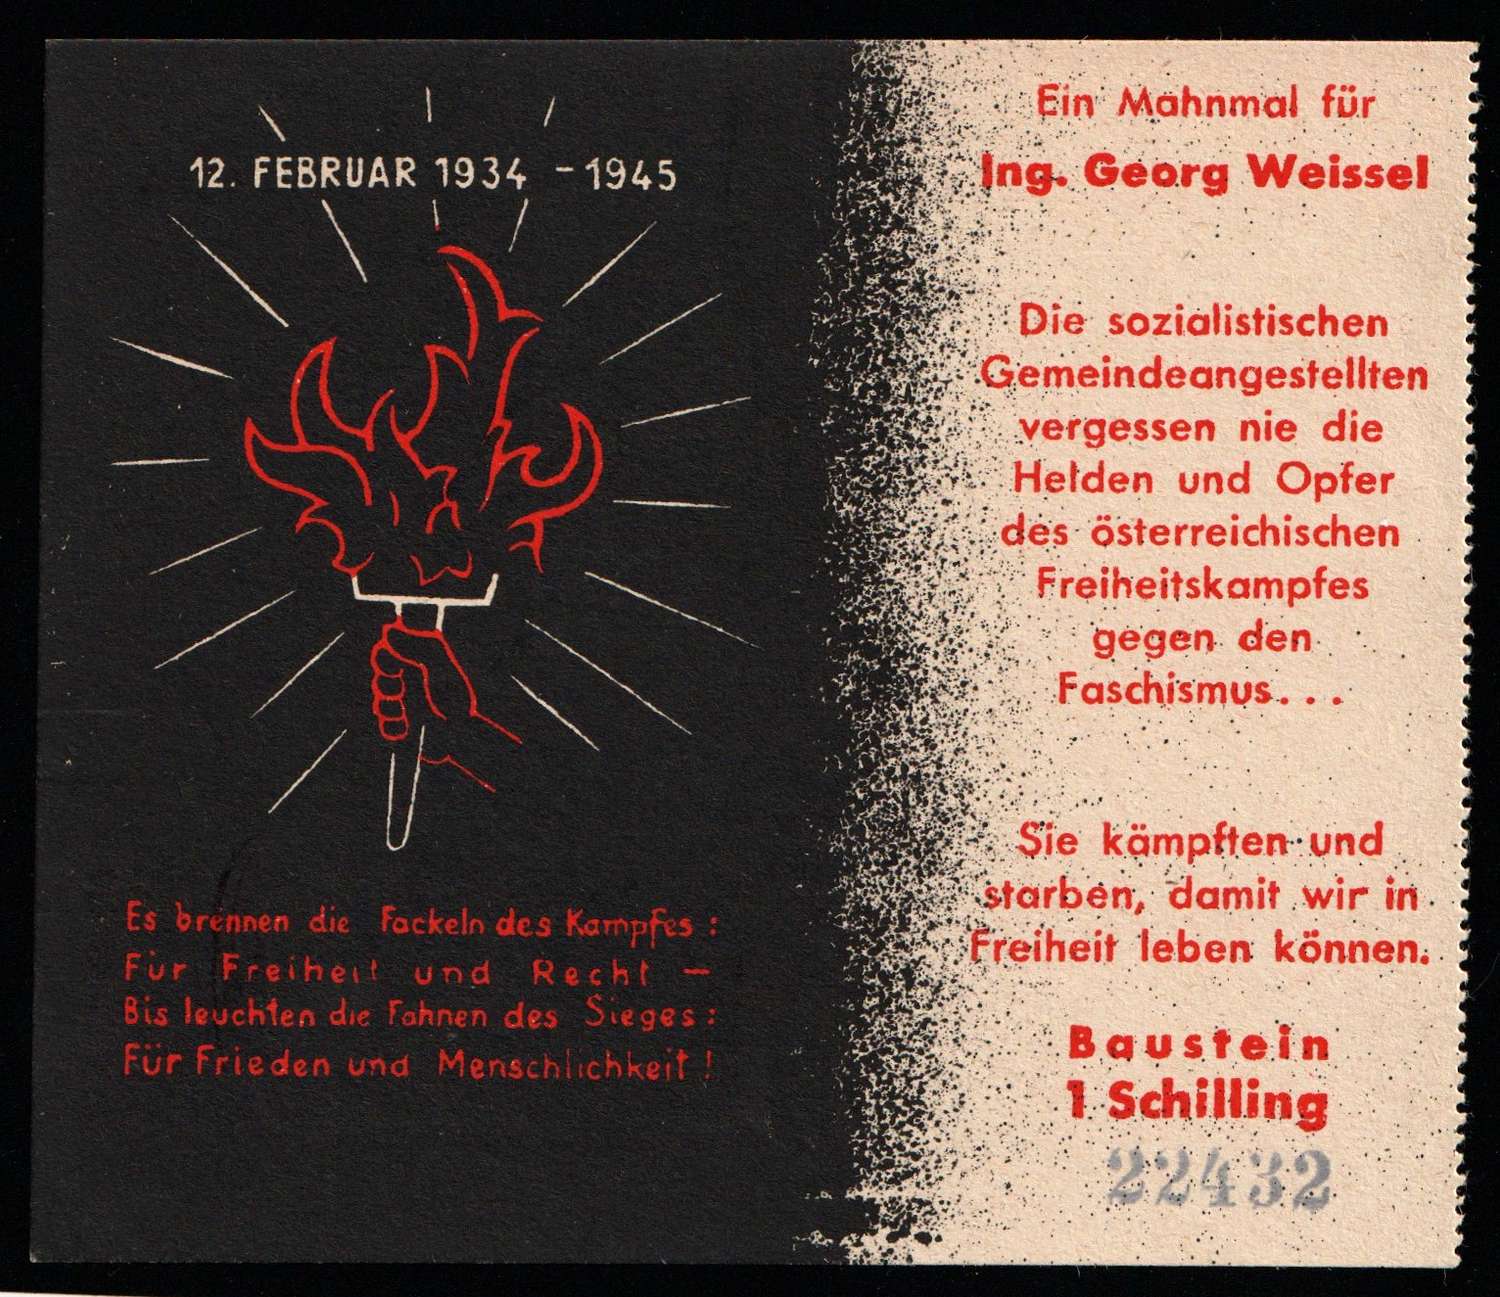 12. FEBRUAR 1934 - 1945
Es brennen die Fackeln des Kampfes:
Für Freiheit und Recht —
Bis leuchten die Fahnen des Sieges:
Für Frieden und Menschlichkeit!
Ein Mahnmal für
Ing. Georg Weissel
Die sozialistischen
Gemeindeangestellten
vergessen nie die
Helden und Opfer
des österreichischen
Freiheitskampfes
gegen den
Faschismus...
Sie kämpften und
starben, damit wir in
Freiheit leben können.
Baustein
1 Schilling
22432